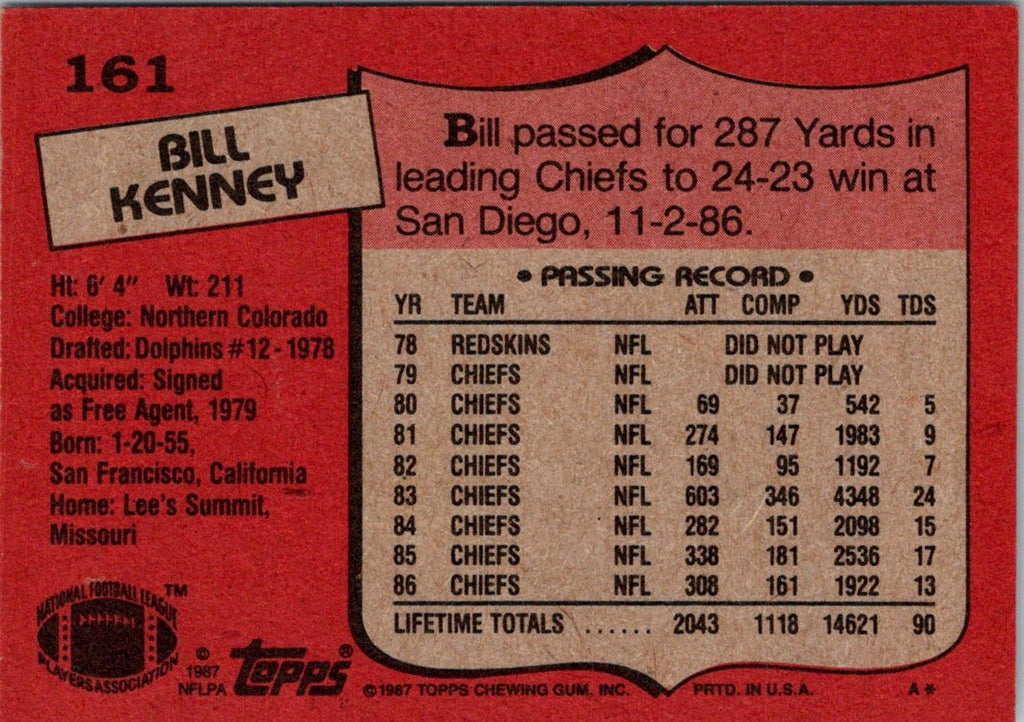 161
BILL
KENNEY
Bill passed for 287 Yards in
leading Chiefs to 24-23 win at
San Diego, 11-2-86.
Ht: 6' 4" Wt: 211
College: Northern Colorado
Drafted: Dolphins #12-1978
Acquired: Signed
as Free Agent, 1979
Born: 1-20-55,
San Francisco, California
Home: Lee's Summit,
Missouri
• PASSING RECORD •
YR TEAM ATT COMP YDS TDS
78 REDSKINS NFL DID NOT PLAY
79 CHIEFS NFL DID NOT PLAY
80 CHIEFS NFL 69 37 542 5
81 CHIEFS NFL 274 147 1983 9
82 CHIEFS NFL 169 95 1192 7
83 CHIEFS NFL 603 346 4348 24
84 CHIEFS NFL 282 151 2098 15
85 CHIEFS NFL 338 181 2536 17
86 CHIEFS NFL 308 161 1922 13
LIFETIME TOTALS ...... 2043 1118 14621 90
NATIONAL FOOTBALL LEAGUE ™
PLAYERS ASSOCIATION
© 1987
NFLPA
topps®
©1987 TOPPS CHEWING GUM, INC. PRTD. IN U.S.A. A*